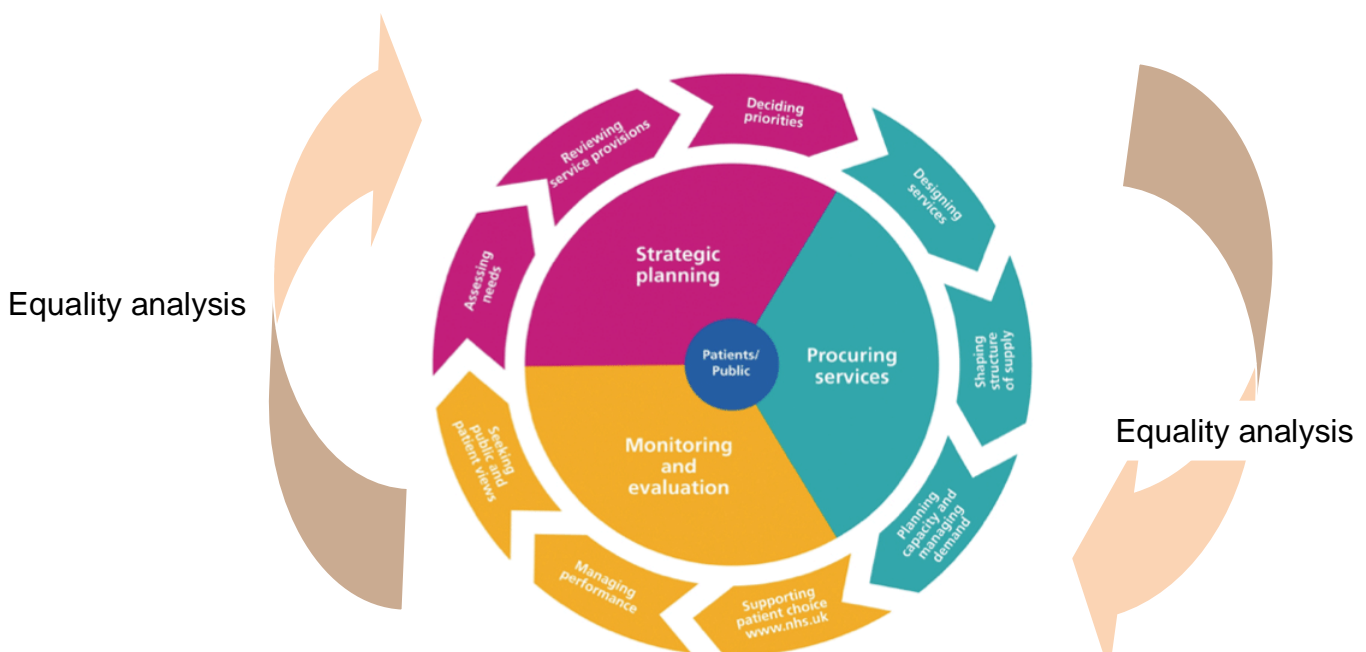 Deciding
priorities
Designing
services
Shaping
structure
of supply
Planning
capacity and
managing
demand
Supporting
patient choice
www.nhs.uk
Managing
performance
Seeking
public and
patient views
Assessing
needs
Reviewing
service provisions
Strategic
planning
Procuring
services
Monitoring
and
evaluation
Patients/
Public
Equality analysis
Equality analysis